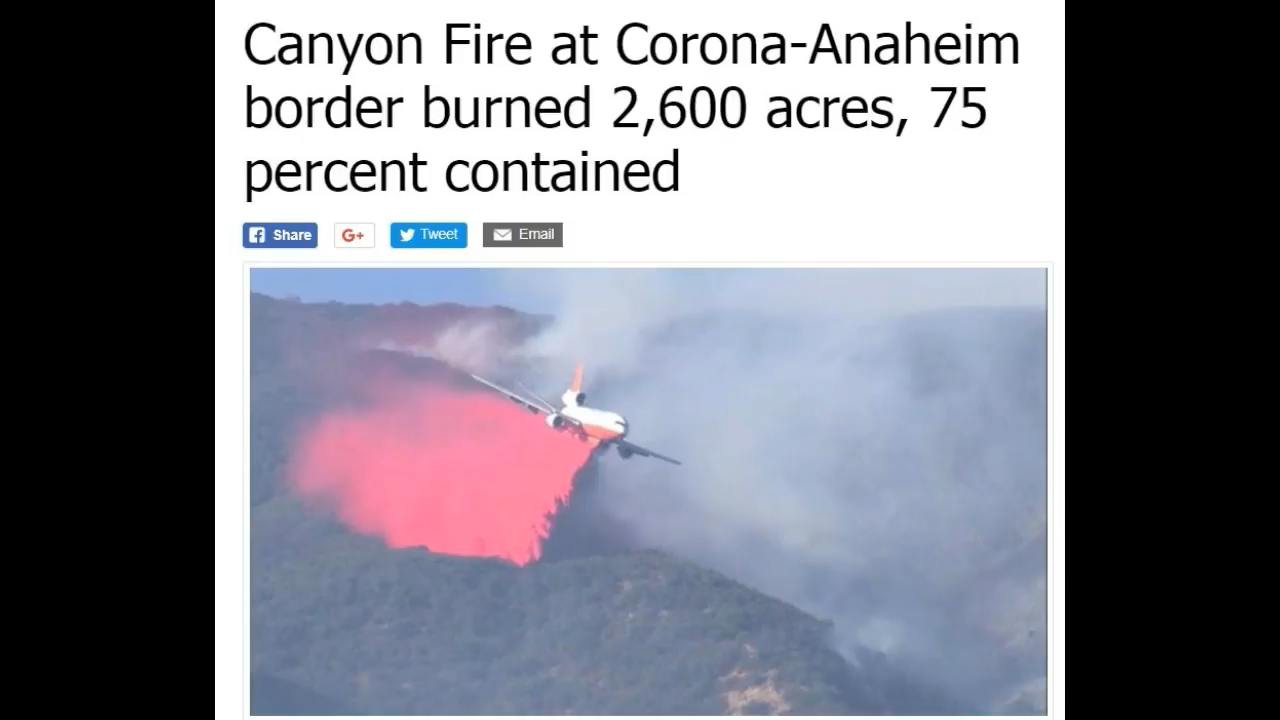 Canyon Fire at Corona-Anaheim
border burned 2,600 acres, 75
percent contained
Share G+ Tweet Email